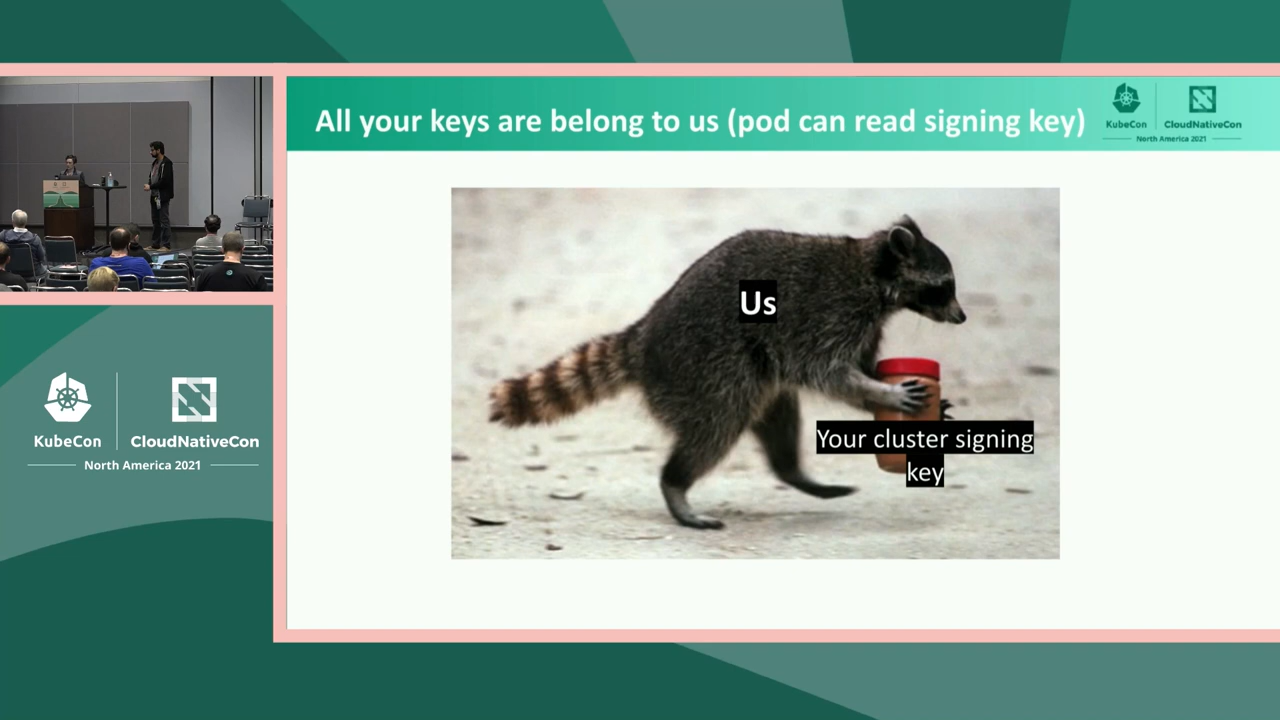 All your keys are belong to us (pod can read signing key)
KubeCon
CloudNativeCon
North America 2021
Us
Your cluster signing
key
KubeCon
CloudNativeCon
North America 2021